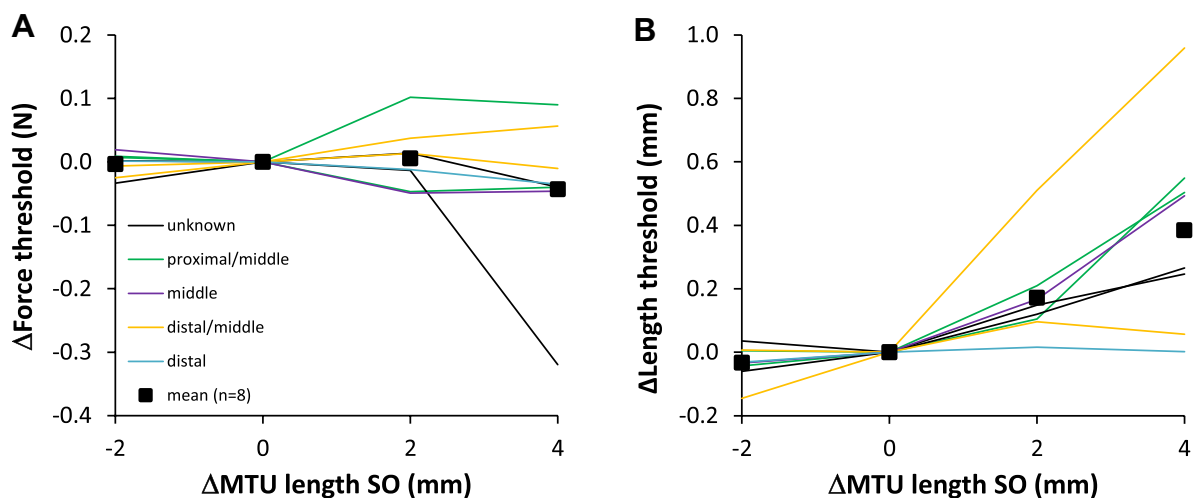 A
0.2
0.1
0.0
-0.1
-0.2
-0.3
-0.4
ΔForce threshold (N)
unknown
proximal/middle
middle
distal/middle
distal
mean (n=8)
-2 0 2 4
ΔMTU length SO (mm)
B
1.0
0.8
0.6
0.4
0.2
0.0
-0.2
ΔLength threshold (mm)
-2 0 2 4
ΔMTU length SO (mm)